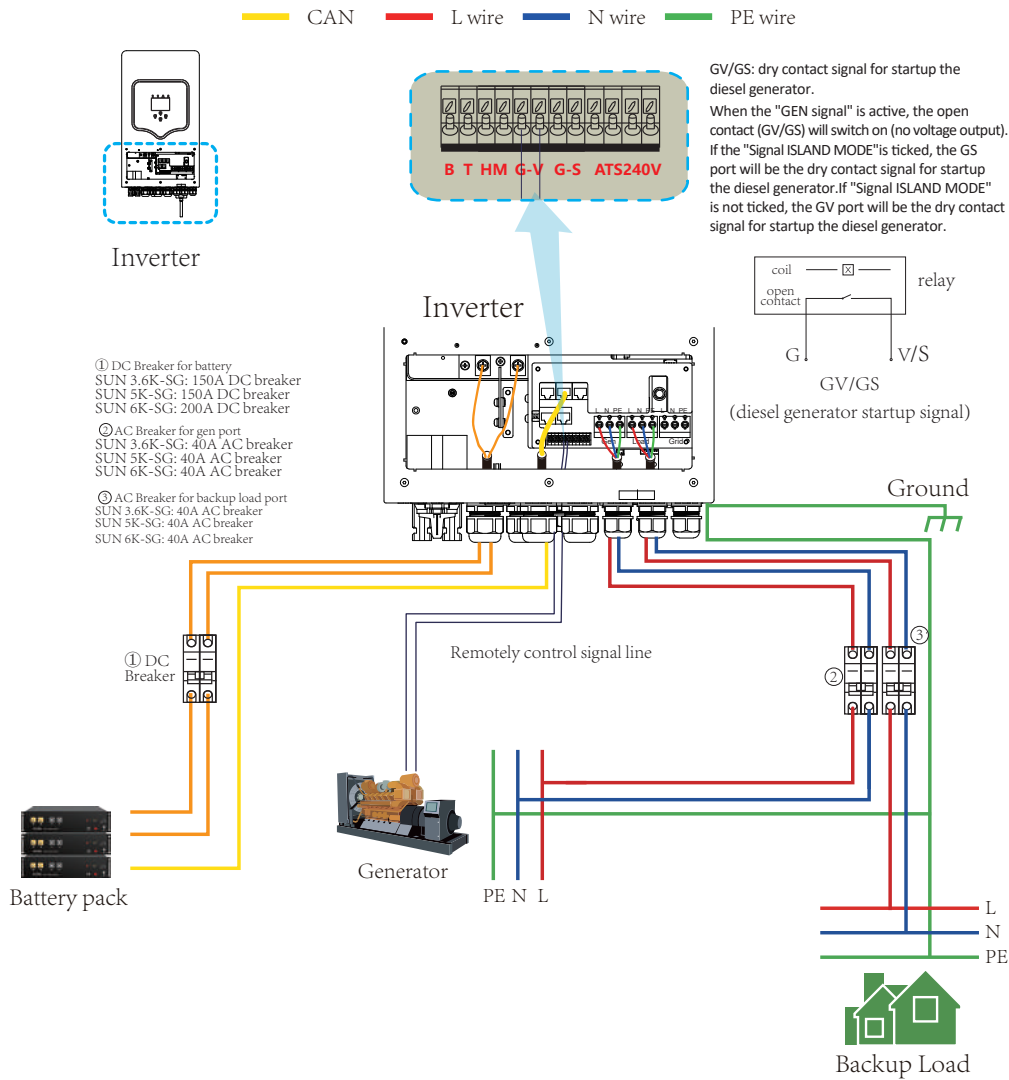 CAN L wire N wire PE wire
GV/GS: dry contact signal for startup the
diesel generator.
When the "GEN signal" is active, the open
contact (GV/GS) will switch on (no voltage output).
If the "Signal ISLAND MODE"is ticked, the GS
port will be the dry contact signal for startup
the diesel generator.If "Signal ISLAND MODE"
is not ticked, the GV port will be the dry contact
signal for startup the diesel generator.
B T HM G-V G-S ATS240V
Inverter
coil
X
open
contact
relay
G
V/S
GV/GS
(diesel generator startup signal)
Inverter
① DC Breaker for battery
SUN 3.6K-SG: 150A DC breaker
SUN 5K-SG: 150A DC breaker
SUN 6K-SG: 200A DC breaker
② AC Breaker for gen port
SUN 3.6K-SG: 40A AC breaker
SUN 5K-SG: 40A AC breaker
SUN 6K-SG: 40A AC breaker
③ AC Breaker for backup load port
SUN 3.6K-SG: 40A AC breaker
SUN 5K-SG: 40A AC breaker
SUN 6K-SG: 40A AC breaker
L N PE L N PE L N PE
Gen Load Grid
Ground
① DC
Breaker
Remotely control signal line
②
③
Generator
Battery pack
PE N L
L
N
PE
Backup Load